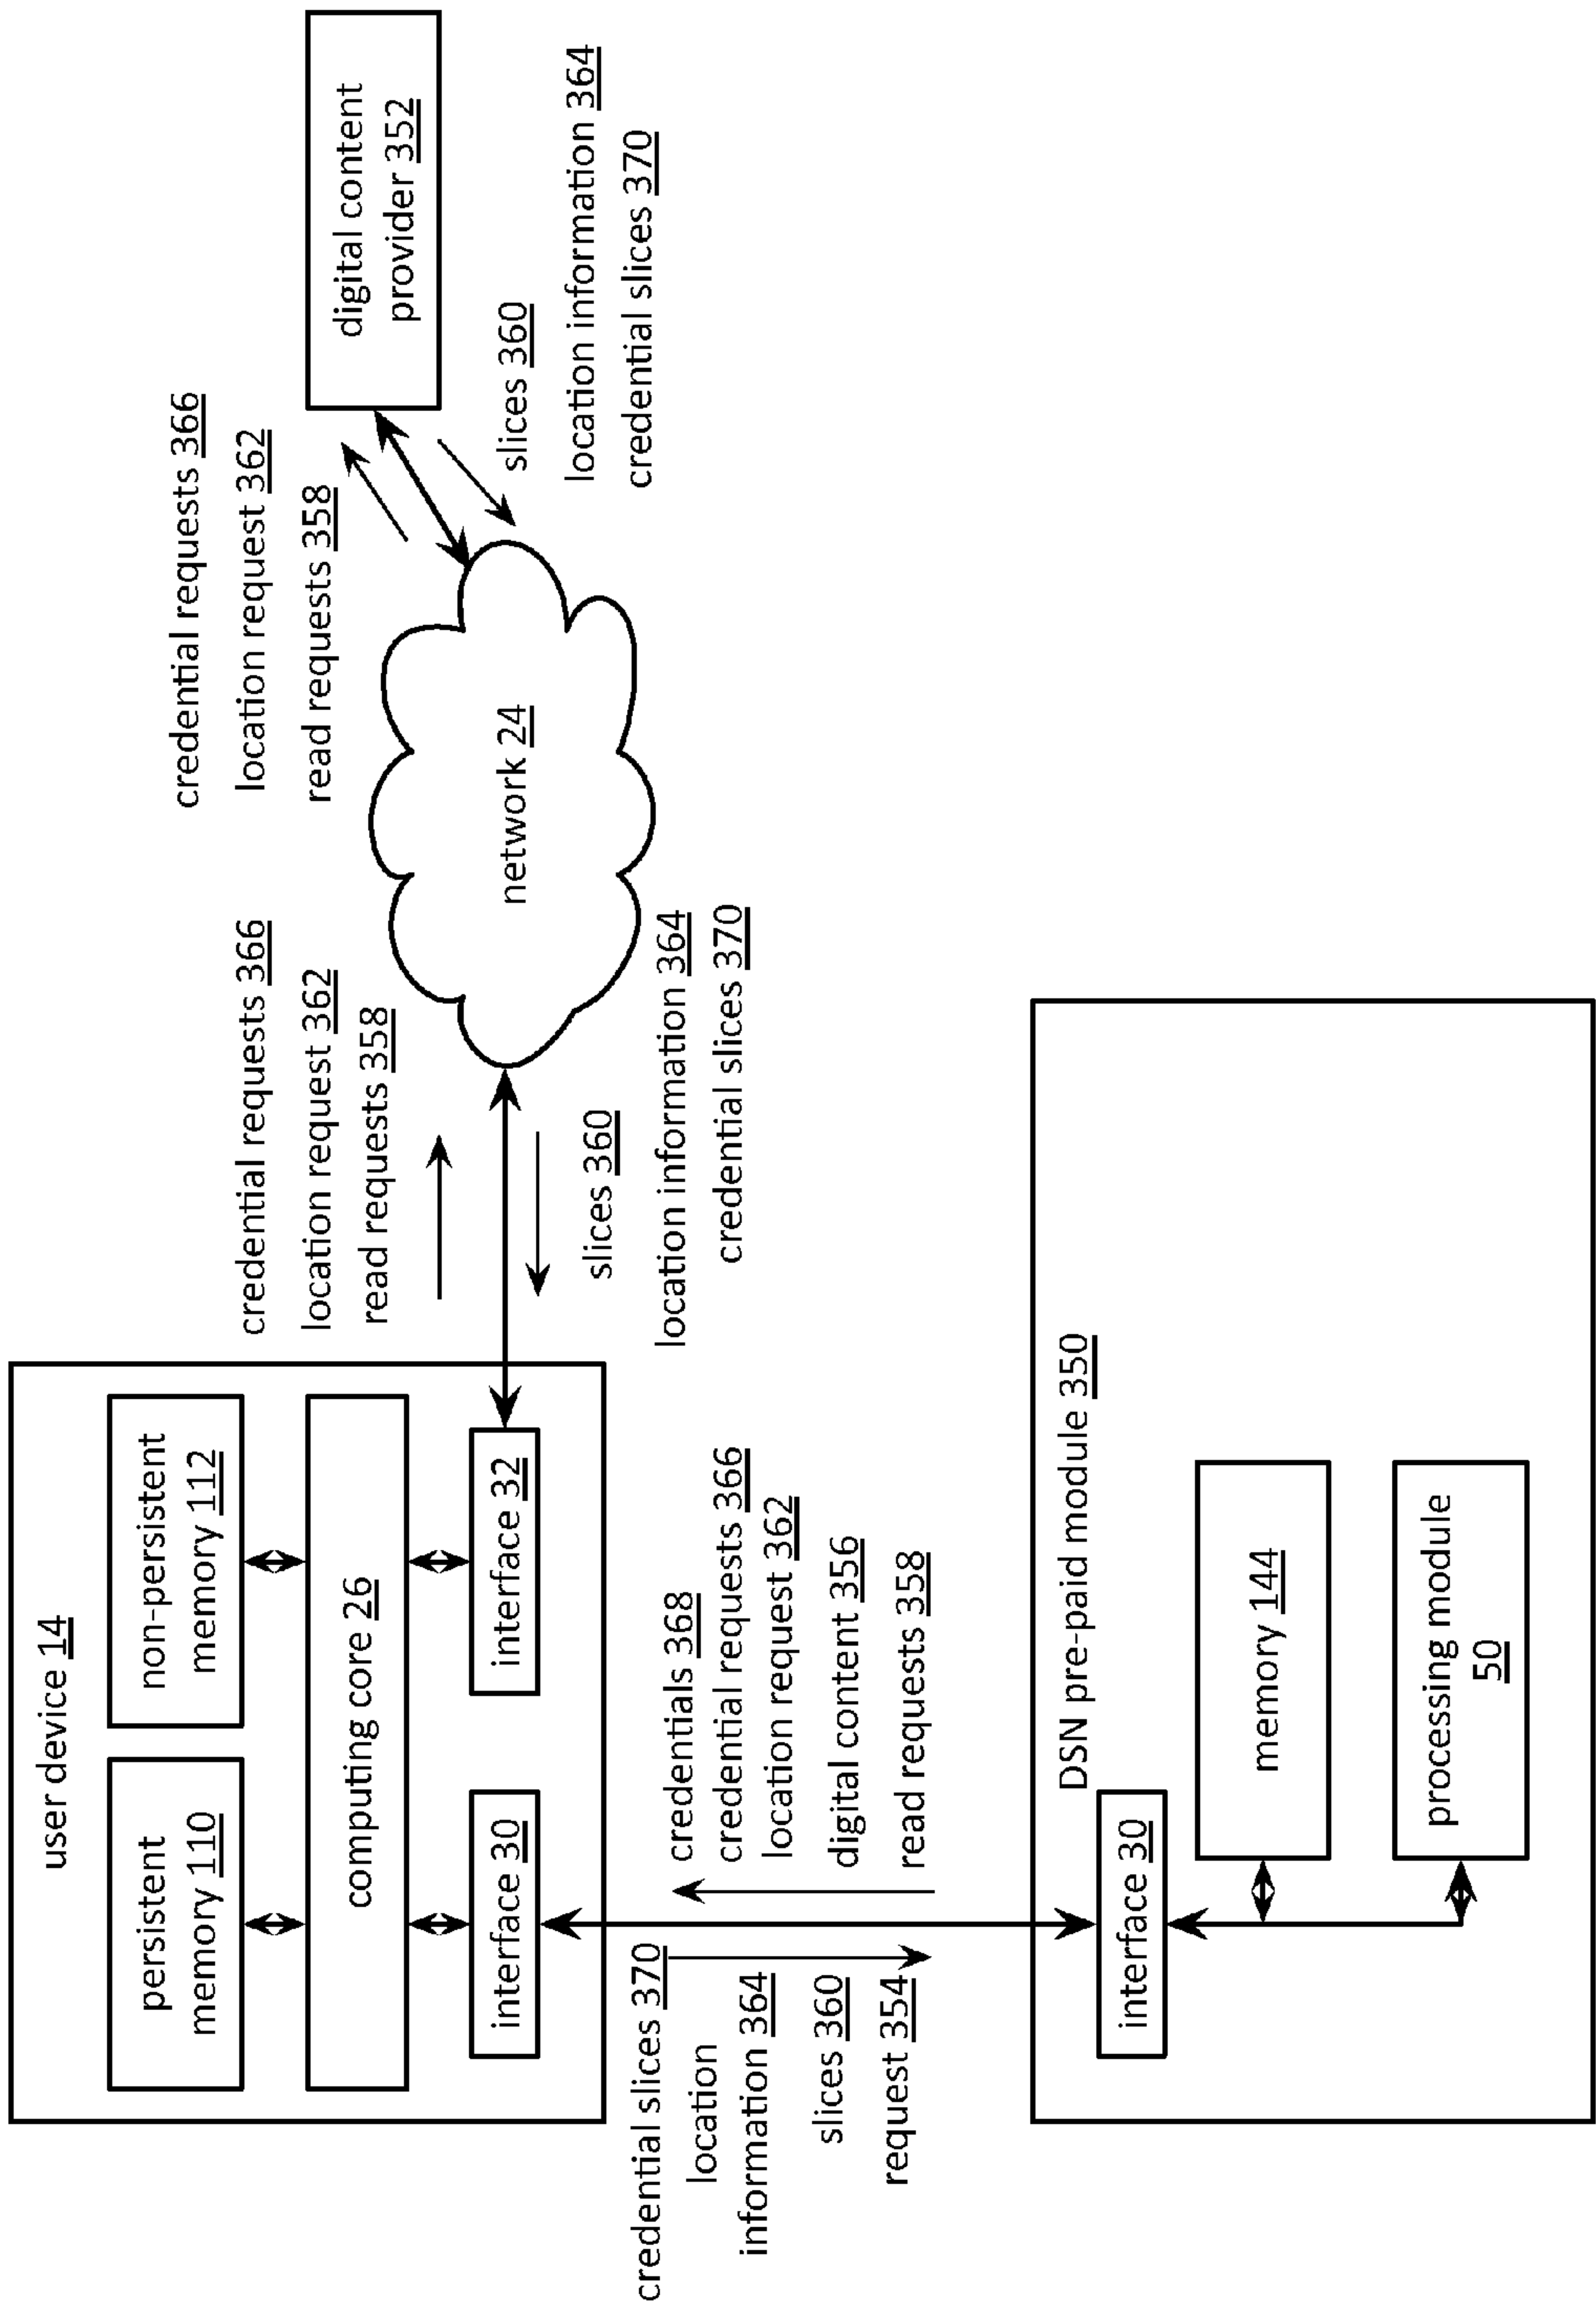 user device 14
persistent
memory 110
non-persistent
memory 112
computing core 26
interface 30
interface 32
credential requests 366
location request 362
read requests 358
slices 360
location information 364
credential slices 370
network 24
credential requests 366
location request 362
read requests 358
slices 360
location information 364
credential slices 370
digital content
provider 352
credential slices 370
location
information 364
slices 360
request 354
credentials 368
credential requests 366
location request 362
digital content 356
read requests 358
DSN pre-paid module 350
interface 30
memory 144
processing module
50